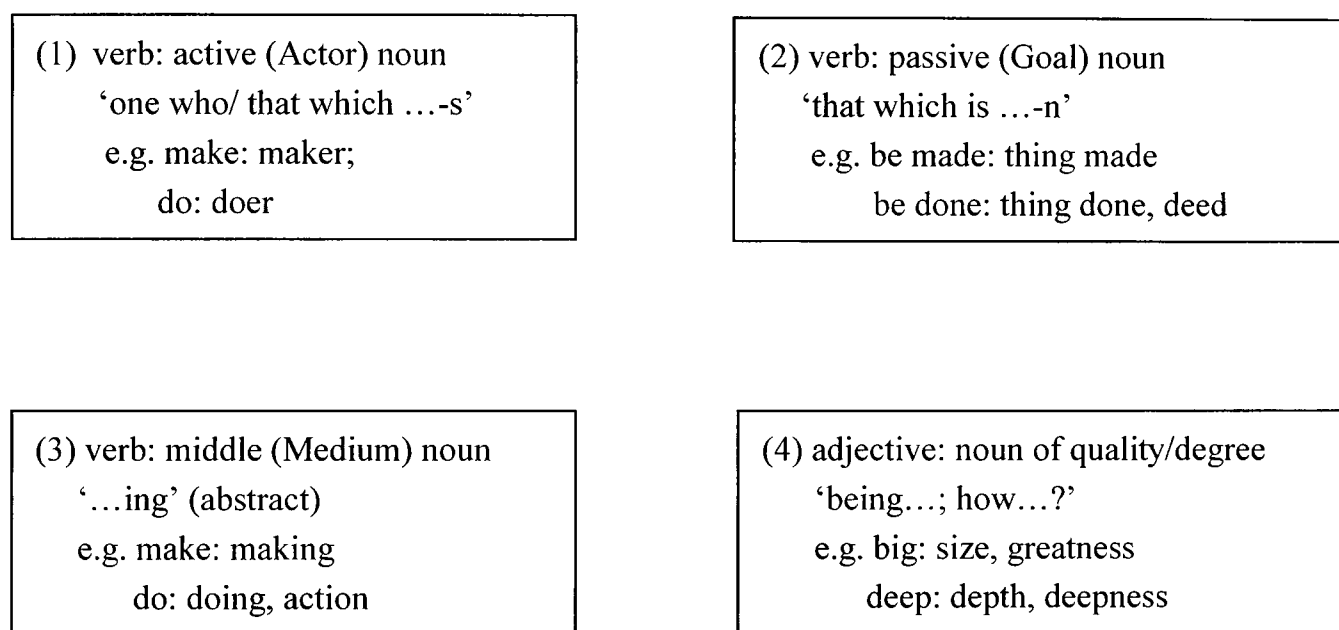 (1) verb: active (Actor) noun
‘one who/ that which …-s’
e.g. make: maker;
do: doer
(2) verb: passive (Goal) noun
‘that which is …-n’
e.g. be made: thing made
be done: thing done, deed
(3) verb: middle (Medium) noun
‘…ing’ (abstract)
e.g. make: making
do: doing, action
(4) adjective: noun of quality/degree
‘being…; how…?’
e.g. big: size, greatness
deep: depth, deepness